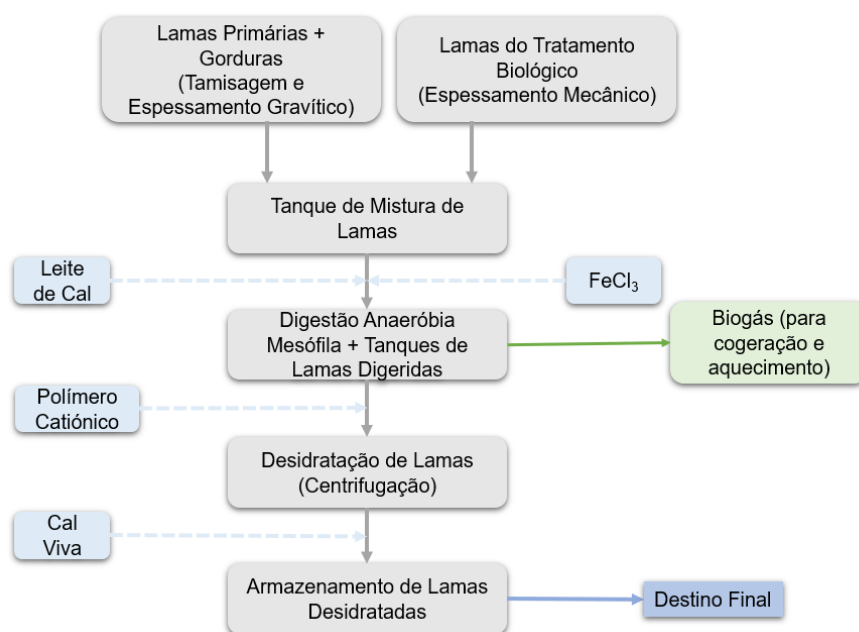 Lamas Primárias +
Gorduras
(Tamisagem e
Espessamento Gravítico)
Lamas do Tratamento
Biológico
(Espessamento Mecânico)
Tanque de Mistura de
Lamas
Leite
de Cal
FeCl₃
Digestão Anaeróbia
Mesófila + Tanques de
Lamas Digeridas
Biogás (para
cogeração e
aquecimento)
Polímero
Catiónico
Desidratação de Lamas
(Centrifugação)
Cal
Viva
Armazenamento de Lamas
Desidratadas
Destino Final